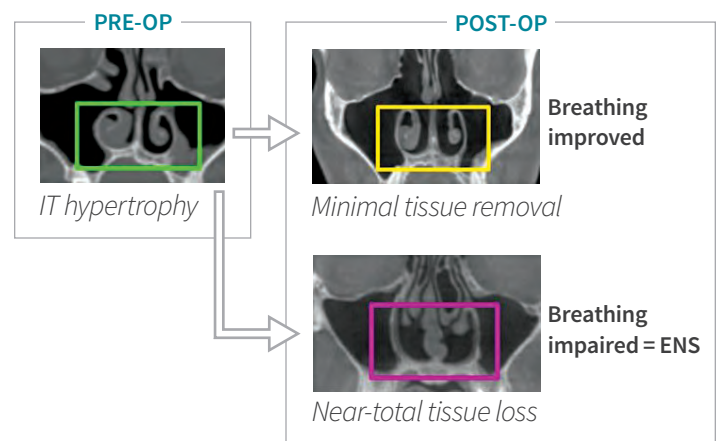 PRE-OP
POST-OP
IT hypertrophy
Breathing
improved
Minimal tissue removal
Breathing
impaired = ENS
Near-total tissue loss